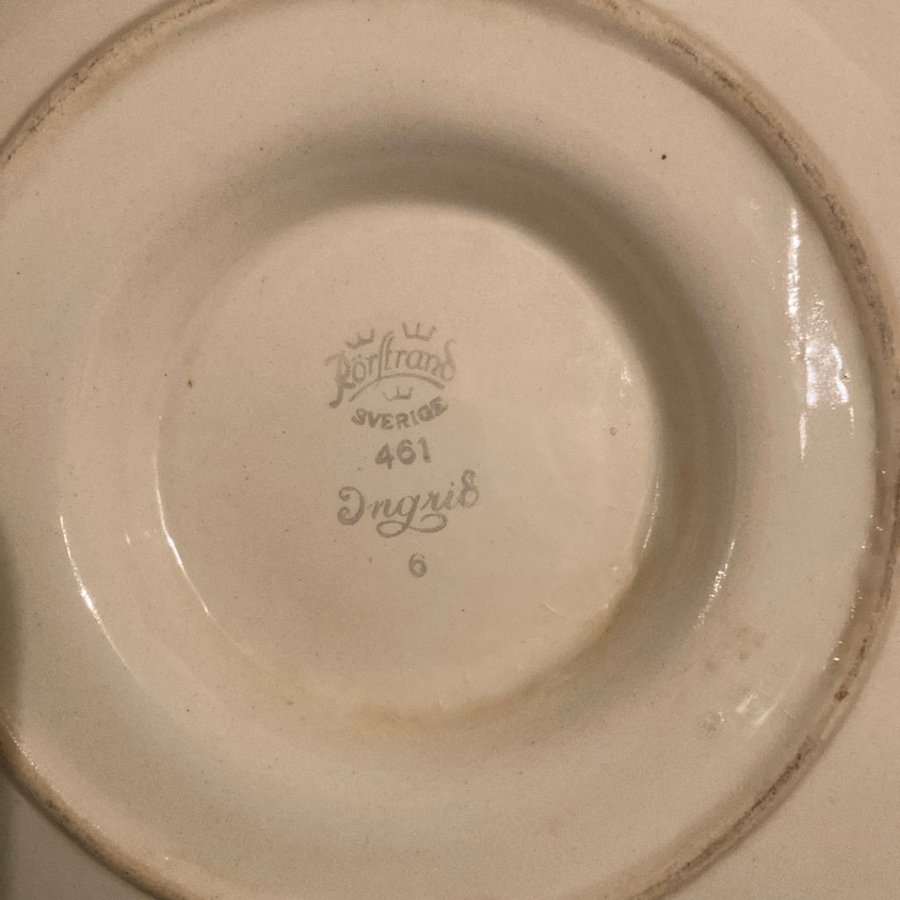 Rörstrand
SVERIGE
461
Ingrid
6